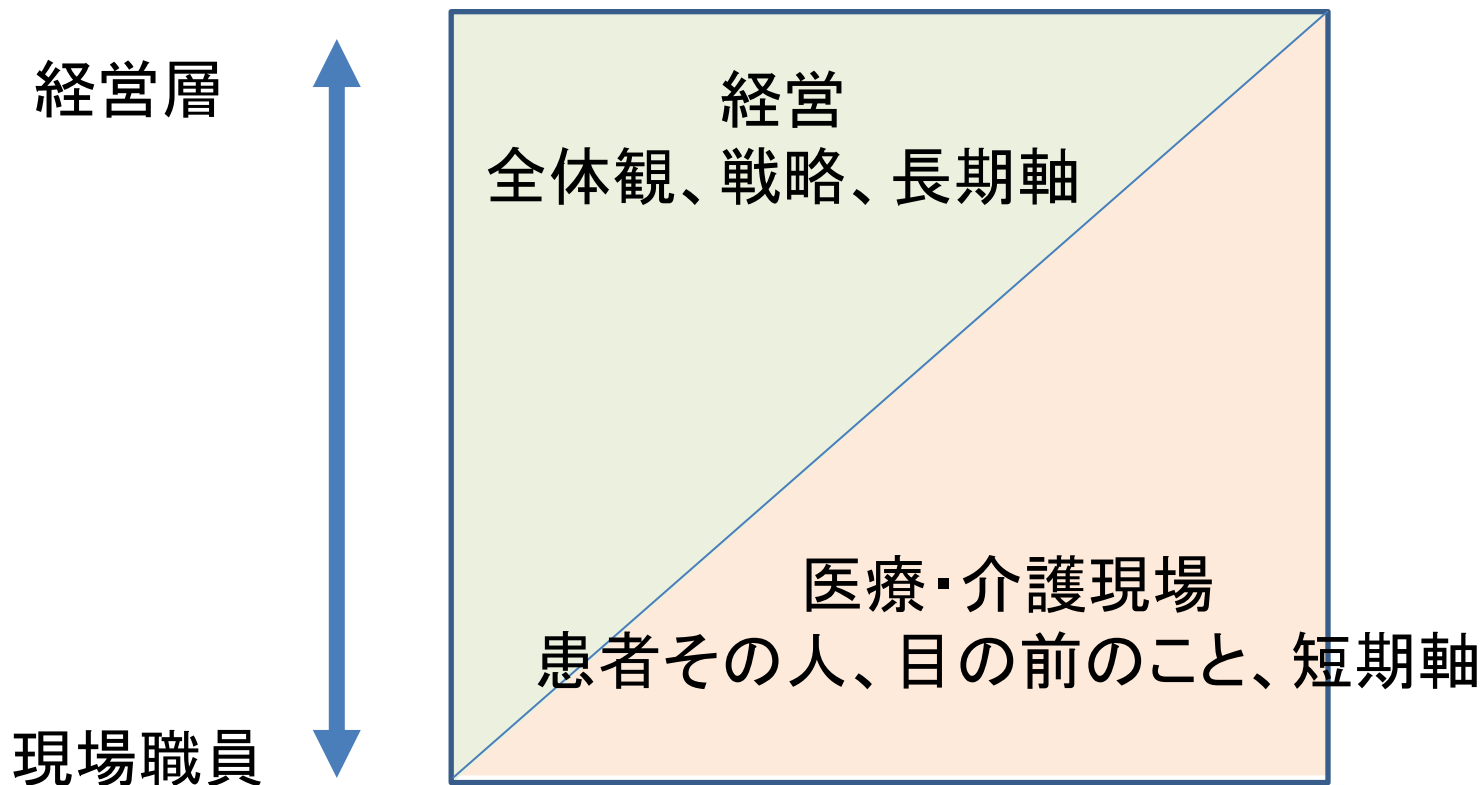 経営層
経営
全体観、戦略、長期軸
医療・介護現場
患者その人、目の前のこと、短期軸
現場職員